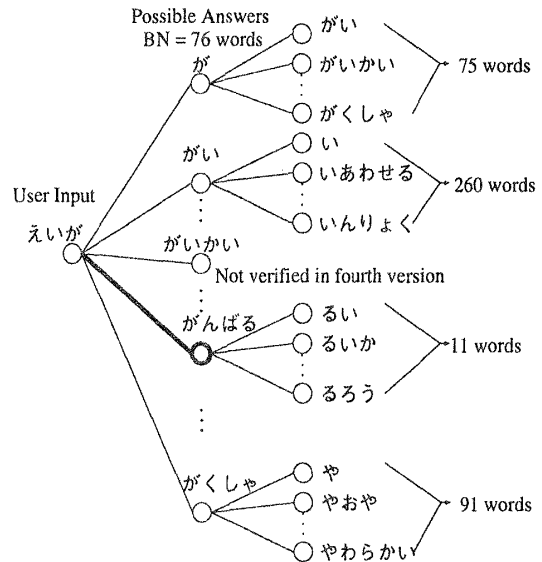 Possible Answers
BN = 76 words
が
がい
がいかい
がくしゃ
75 words
がい
い
いあわせる
いんりょく
260 words
User Input
えいが
がいかい
Not verified in fourth version
がんばる
るい
るいか
るろう
11 words
がくしゃ
や
やおや
やわらかい
91 words